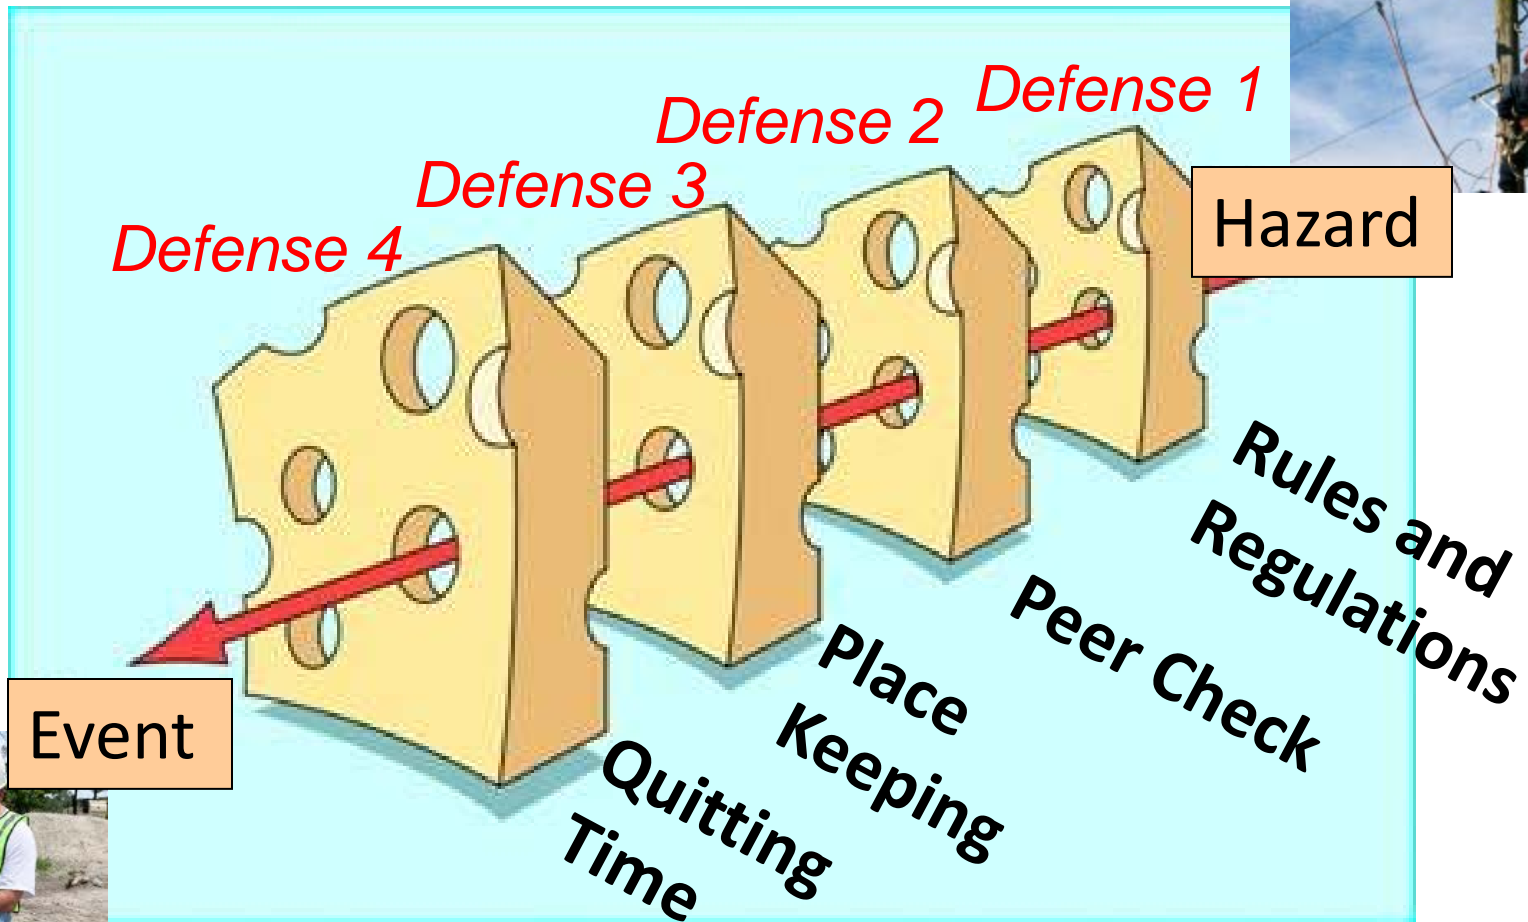 Defense 1
Defense 2
Defense 3
Defense 4
Hazard
Rules and
Regulations
Peer Check
Place
Keeping
Quitting
Time
Event